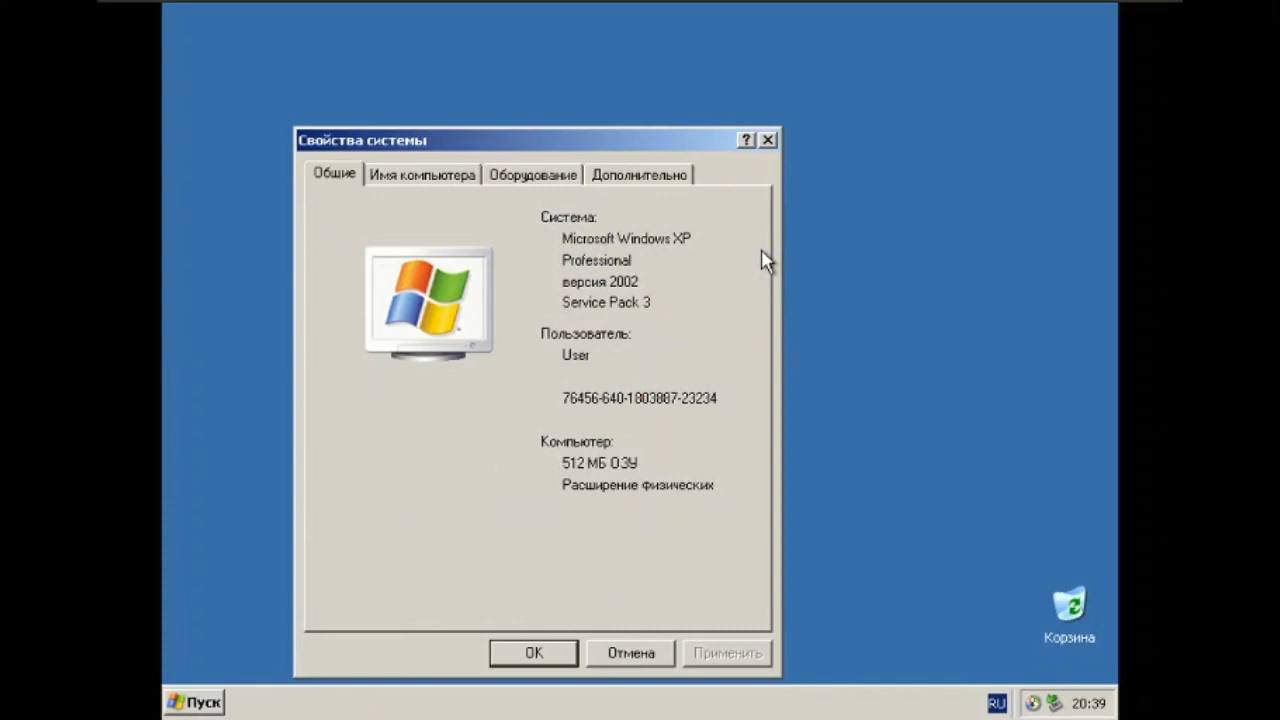 Свойства системы
Общие
Имя компьютера
Оборудование
Дополнительно
Система:
Microsoft Windows XP
Professional
версия 2002
Service Pack 3
Пользователь:
User
76456-640-1803887-23234
Компьютер:
512 МБ ОЗУ
Расширение физических
OK
Отмена
Применить
Корзина
Пуск
RU
20:39